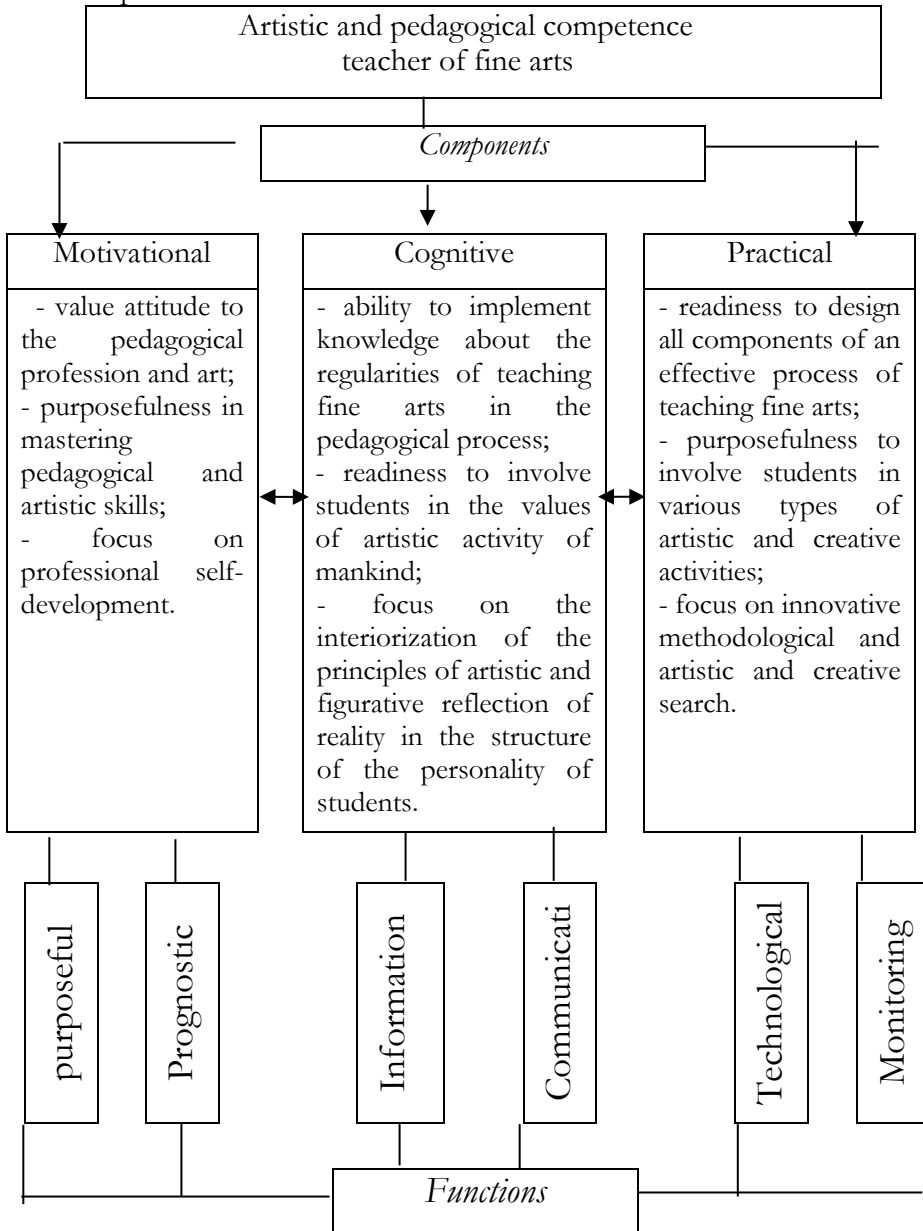 Artistic and pedagogical competence
teacher of fine arts
Components
Motivational
- value attitude to
the pedagogical
profession and art;
- purposefulness in
mastering
pedagogical and
artistic skills;
- focus on
professional self-
development.
Cognitive
- ability to implement
knowledge about the
regularities of teaching
fine arts in the
pedagogical process;
- readiness to involve
students in the values
of artistic activity of
mankind;
- focus on the
interiorization of the
principles of artistic and
figurative reflection of
reality in the structure
of the personality of
students.
Practical
- readiness to design
all components of an
effective process of
teaching fine arts;
- purposefulness to
involve students in
various types of
artistic and creative
activities;
- focus on innovative
methodological and
artistic and creative
search.
purposeful
Prognostic
Information
Communicati
Technological
Monitoring
Functions